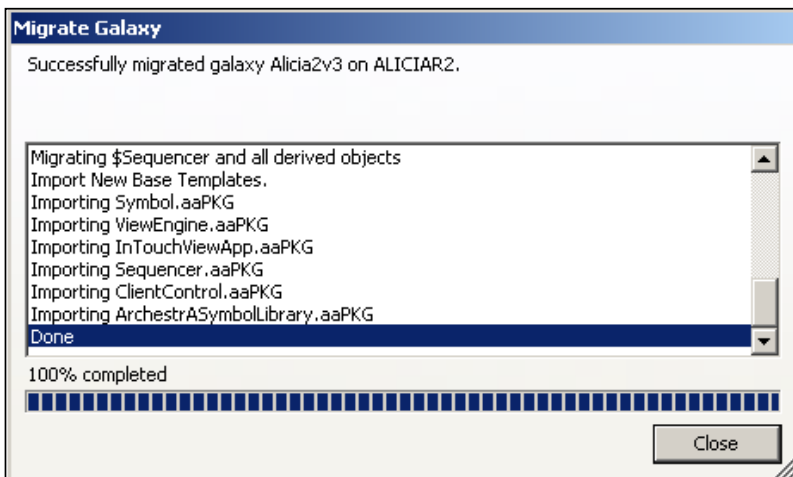 Migrate Galaxy
Successfully migrated galaxy Alicia2v3 on ALICIAR2.
Migrating $Sequencer and all derived objects
Import New Base Templates.
Importing Symbol.aaPKG
Importing ViewEngine.aaPKG
Importing InTouchViewApp.aaPKG
Importing Sequencer.aaPKG
Importing ClientControl.aaPKG
Importing ArchestrASymbolLibrary.aaPKG
Done
100% completed
Close